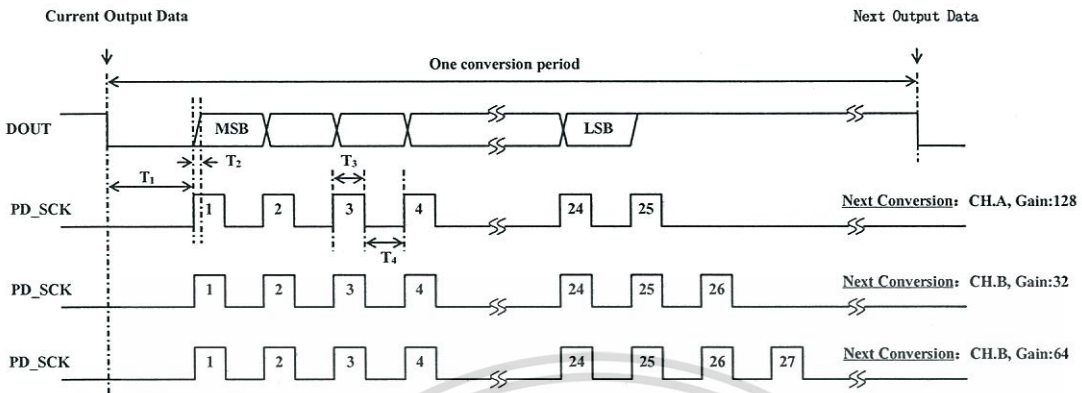 Current Output Data
Next Output Data
One conversion period
DOUT
MSB
LSB
T2
T3
T1
PD_SCK
1 2 3 4 24 25
Next Conversion: CH.A, Gain:128
T4
PD_SCK
1 2 3 4 24 25 26
Next Conversion: CH.B, Gain:32
PD_SCK
1 2 3 4 24 25 26 27
Next Conversion: CH.B, Gain:64